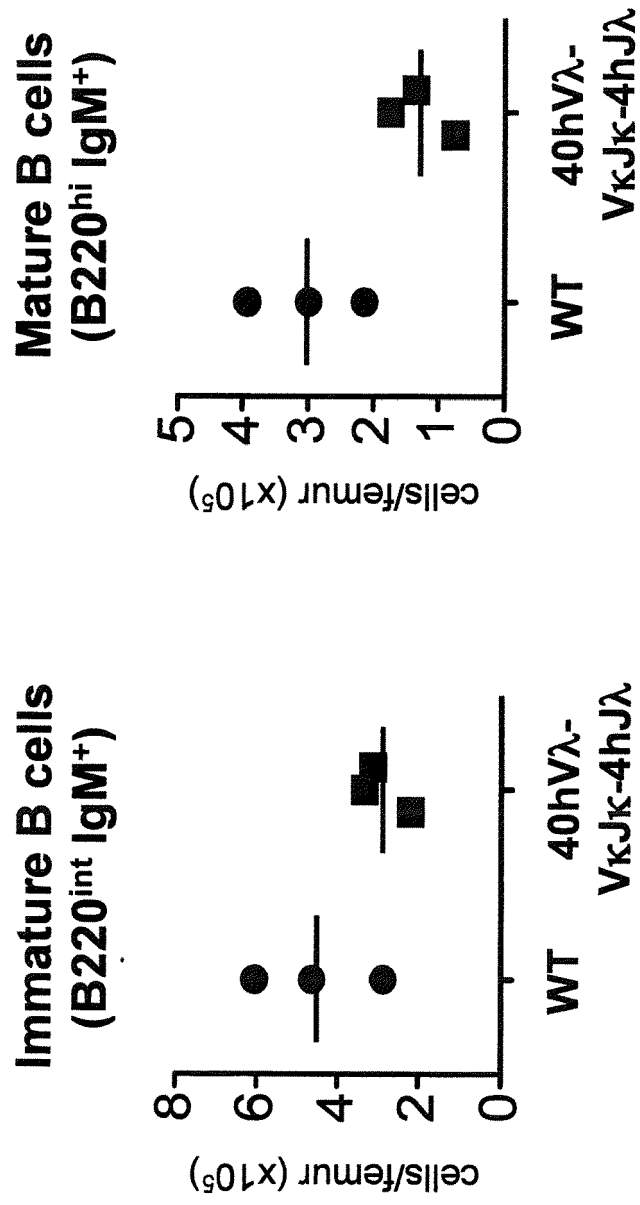 Immature B cells
(B220ⁱⁿᵗ IgM⁺)
cells/femur (x10⁵)
8
6
4
2
0
WT
40hVλ-
VκJκ-4hJλ
Mature B cells
(B220ʰⁱ IgM⁺)
cells/femur (x10⁵)
5
4
3
2
1
0
WT
40hVλ-
VκJκ-4hJλ